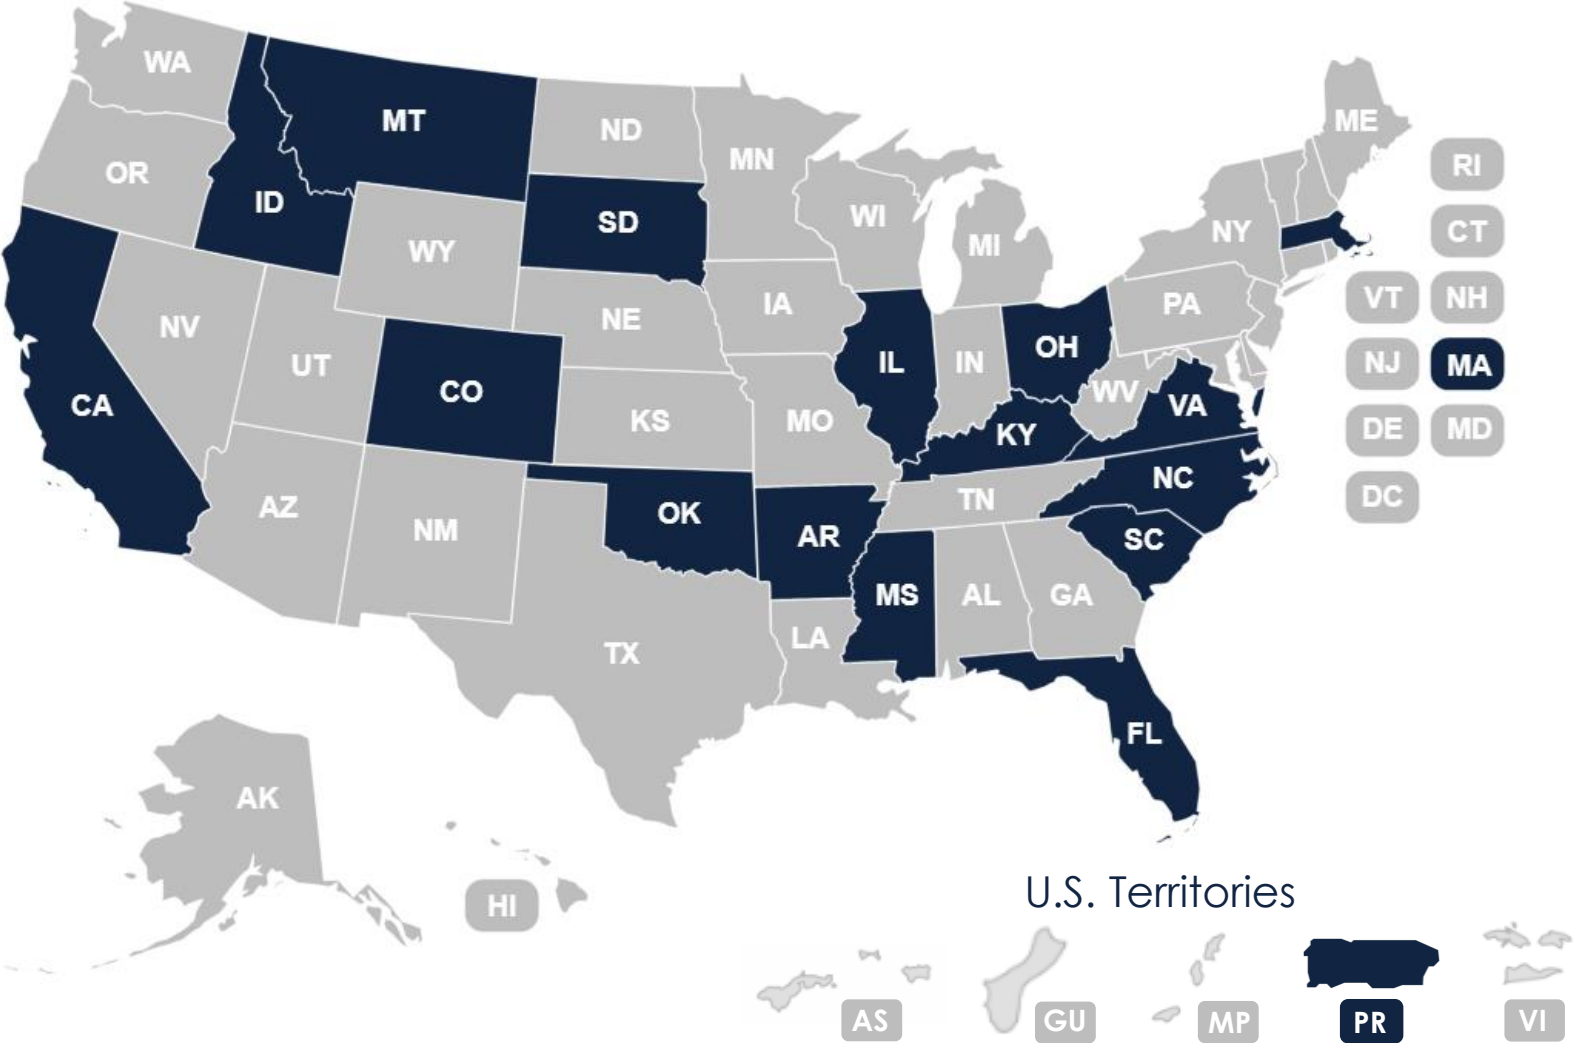 WA
MT
ND
ME
MN
RI
OR
ID
SD
WI
NY
CT
WY
MI
NV
NE
IA
PA
VT
NH
UT
CO
IL
IN
OH
NJ
MA
CA
KS
MO
WV
VA
KY
DE
MD
AZ
NM
OK
AR
TN
NC
DC
SC
MS
AL
GA
TX
LA
FL
AK
HI
U.S. Territories
AS
GU
MP
PR
VI